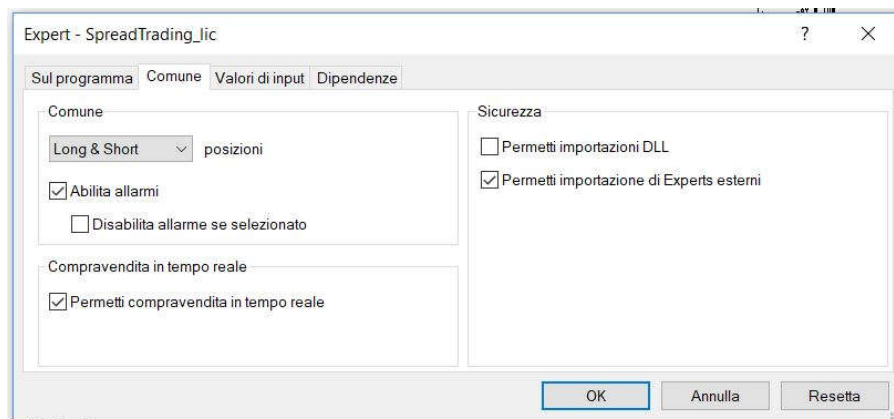 Expert - SpreadTrading_lic
?
Sul programma
Comune
Valori di input
Dipendenze
Comune
Long & Short
posizioni
Abilita allarmi
Disabilita allarme se selezionato
Compravendita in tempo reale
Permetti compravendita in tempo reale
Sicurezza
Permetti importazioni DLL
Permetti importazione di Experts esterni
OK
Annulla
Resetta